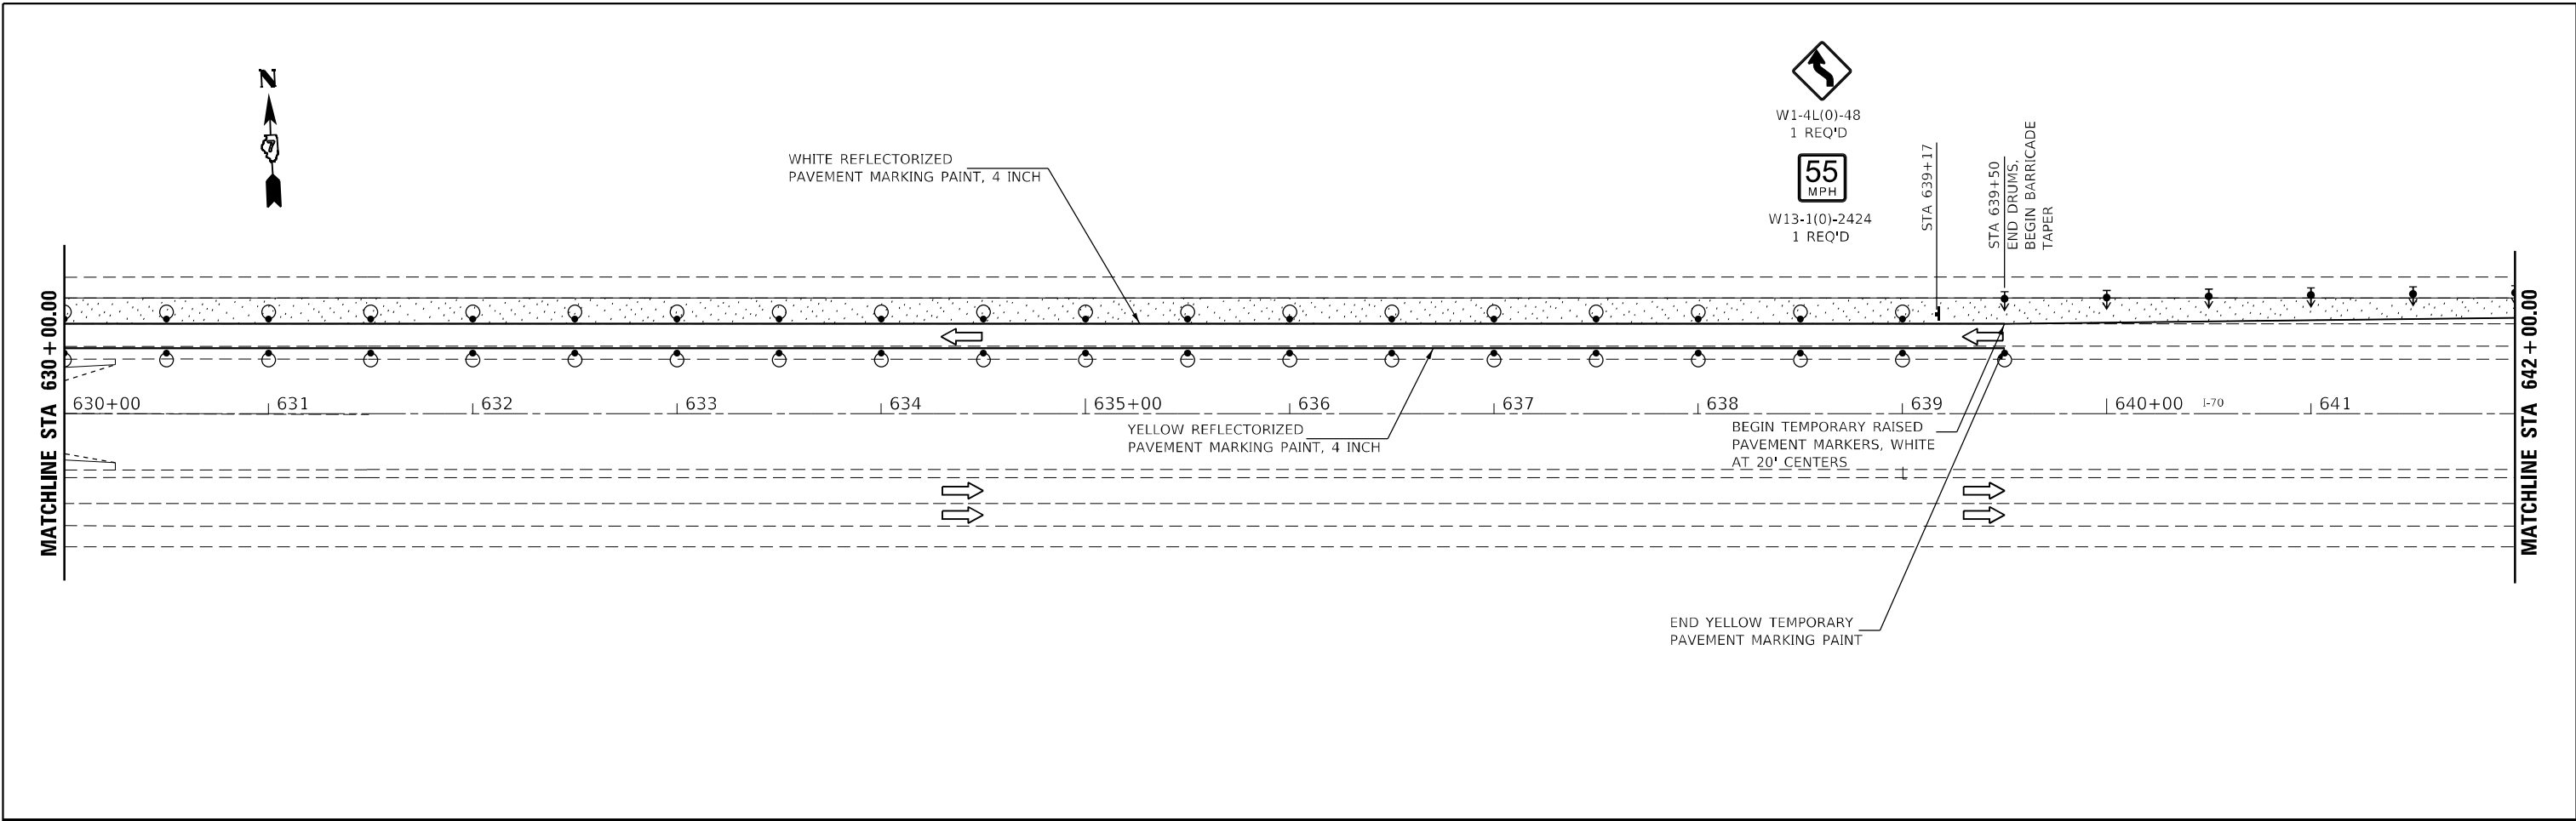 N
7
W1-4L(0)-48
1 REQ'D
55
MPH
W13-1(0)-2424
1 REQ'D
WHITE REFLECTORIZED
PAVEMENT MARKING PAINT, 4 INCH
STA 639+17
STA 639+50
END DRUMS,
BEGIN BARRICADE
TAPER
MATCHLINE STA 630+00.00
630+00
631
632
633
634
635+00
636
637
638
639
640+00
I-70
641
MATCHLINE STA 642+00.00
YELLOW REFLECTORIZED
PAVEMENT MARKING PAINT, 4 INCH
BEGIN TEMPORARY RAISED
PAVEMENT MARKERS, WHITE
AT 20' CENTERS
END YELLOW TEMPORARY
PAVEMENT MARKING PAINT